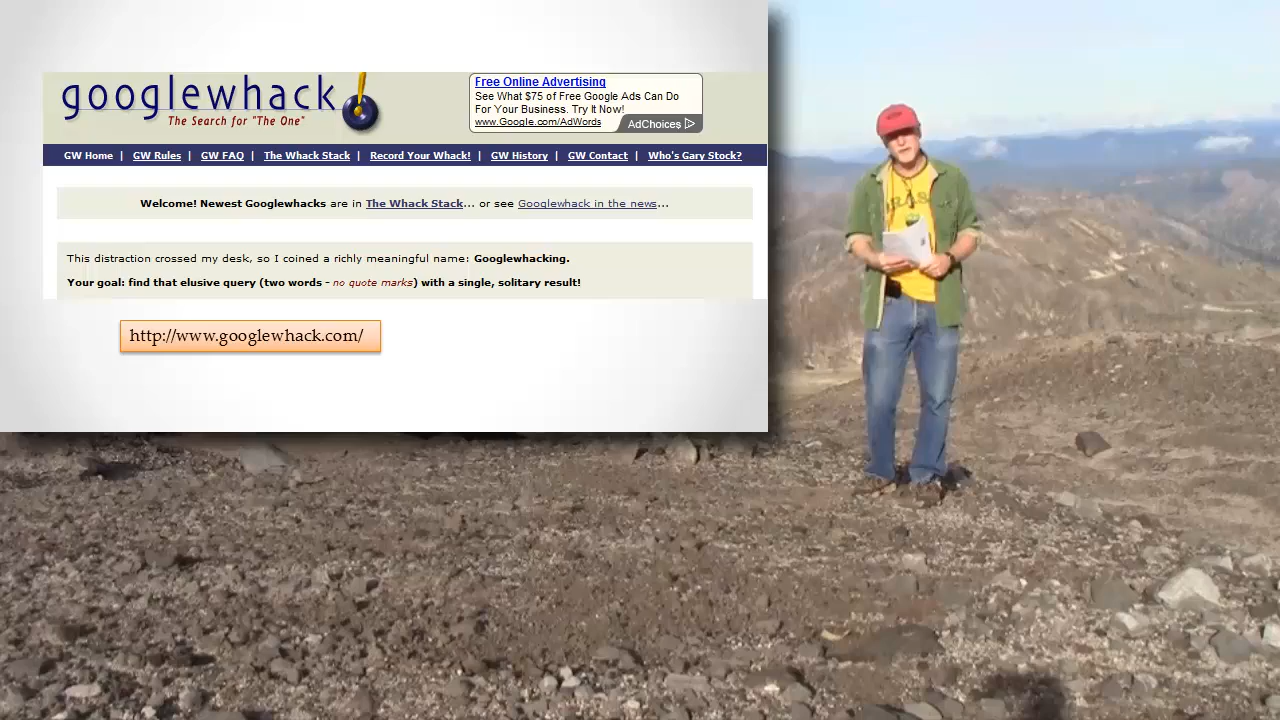 googlewhack
The Search for "The One"
Free Online Advertising
See What $75 of Free Google Ads Can Do
For Your Business. Try It Now!
www.Google.com/AdWords
AdChoices
GW Home | GW Rules | GW FAQ | The Whack Stack | Record Your Whack! | GW History | GW Contact | Who's Gary Stock?
Welcome! Newest Googlewhacks are in The Whack Stack... or see Googlewhack in the news...
This distraction defied my desire, so I coined a richly meaningful name: Googlewhacking.
Your goal: find that elusive query (two words - no quote marks) with a single, solitary result!
http://www.googlewhack.com/